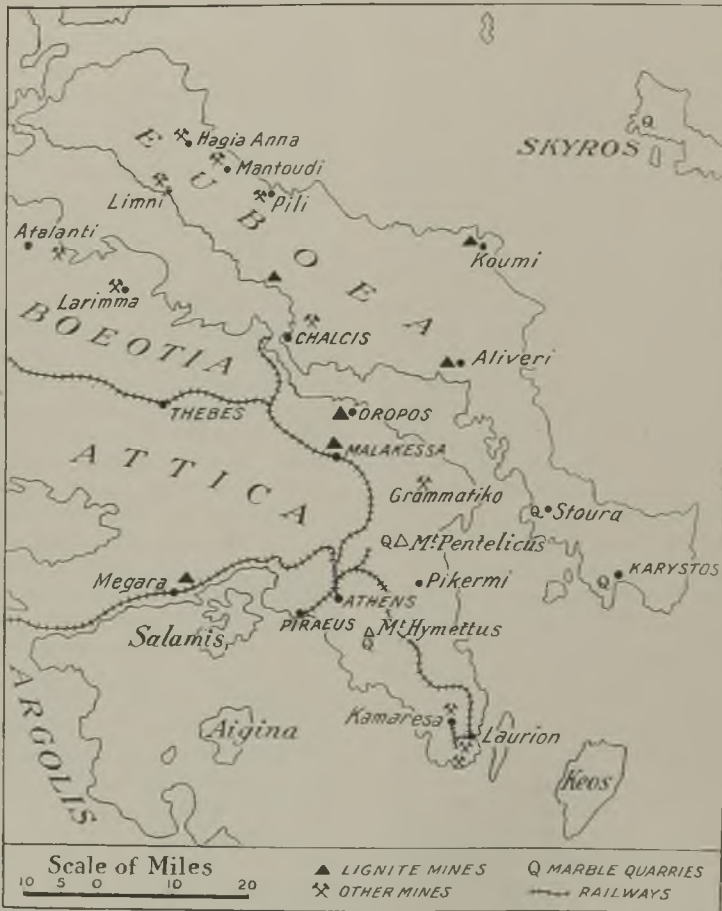 Q
SKYROS
Hagia Anna
EUBOEA
Mantoudi
Limni
Pili
Atalanti
Koumi
Larimma
BOEOTIA
CHALCIS
Aliveri
THEBES
OROPOS
MALAKESSA
ATTICA
Grammatiko
Q Stoura
Q Mt Pentelicus
Megara
Pikermi
Q KARYSTOS
ATHENS
PIRAEUS
Salamis
Mt Hymettus
Q
ARGOLIS
Kamaresa
Aigina
Laurion
Keos
Scale of Miles
10 5 0 10 20
LIGNITE MINES
Q MARBLE QUARRIES
OTHER MINES
RAILWAYS